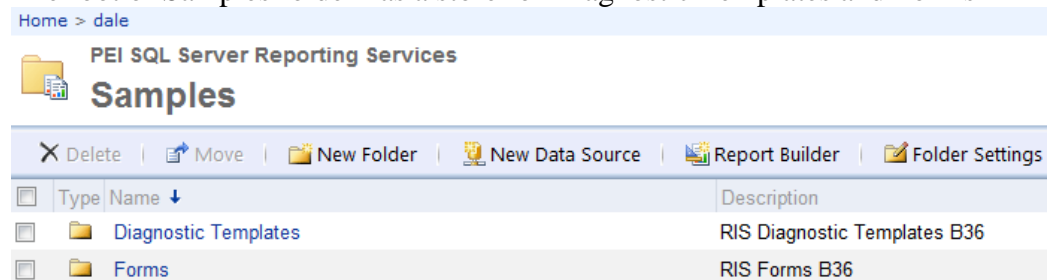 Home > dale
PEI SQL Server Reporting Services
Samples
Delete | Move | New Folder | New Data Source | Report Builder | Folder Settings
Type Name ↓ Description
Diagnostic Templates RIS Diagnostic Templates B36
Forms RIS Forms B36